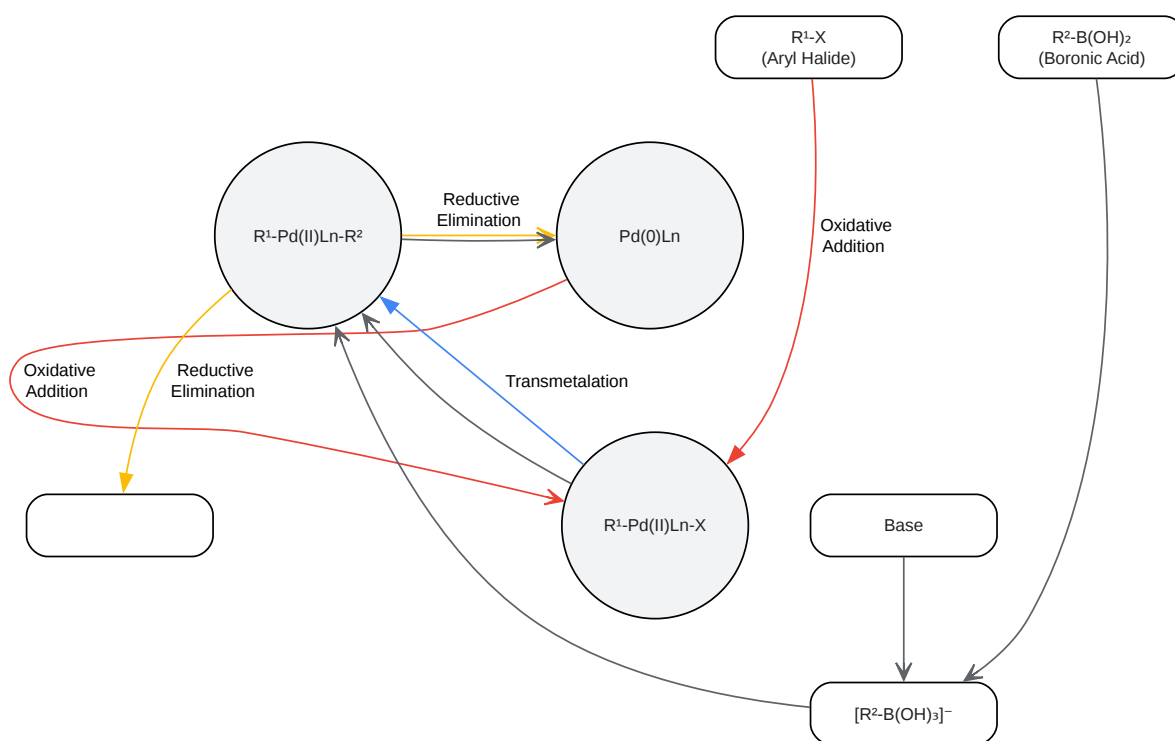 R¹-X
(Aryl Halide)
R²-B(OH)₂
(Boronic Acid)
Reductive
Elimination
R¹-Pd(II)Ln-R²
Pd(0)Ln
Oxidative
Addition
Oxidative
Addition
Reductive
Elimination
Transmetalation
R¹-Pd(II)Ln-X
Base
[R²-B(OH)₃]⁻